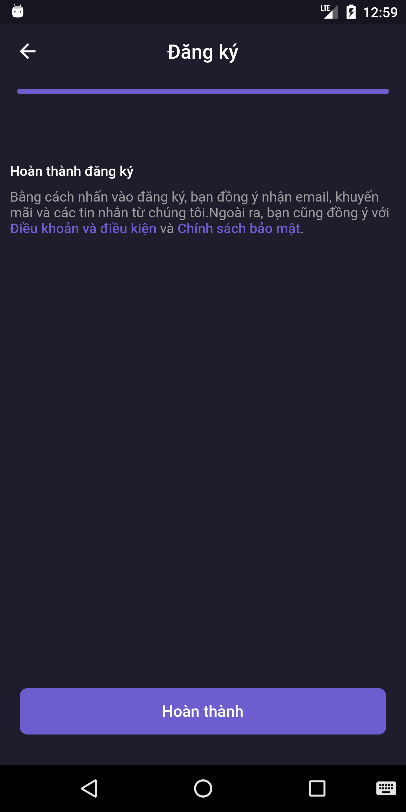 LTE 12:59
Đăng ký
Hoàn thành đăng ký
Bằng cách nhấn vào đăng ký, bạn đồng ý nhận email, khuyến
mãi và các tin nhắn từ chúng tôi.Ngoài ra, bạn cũng đồng ý với
Điều khoản và điều kiện và Chính sách bảo mật.
Hoàn thành